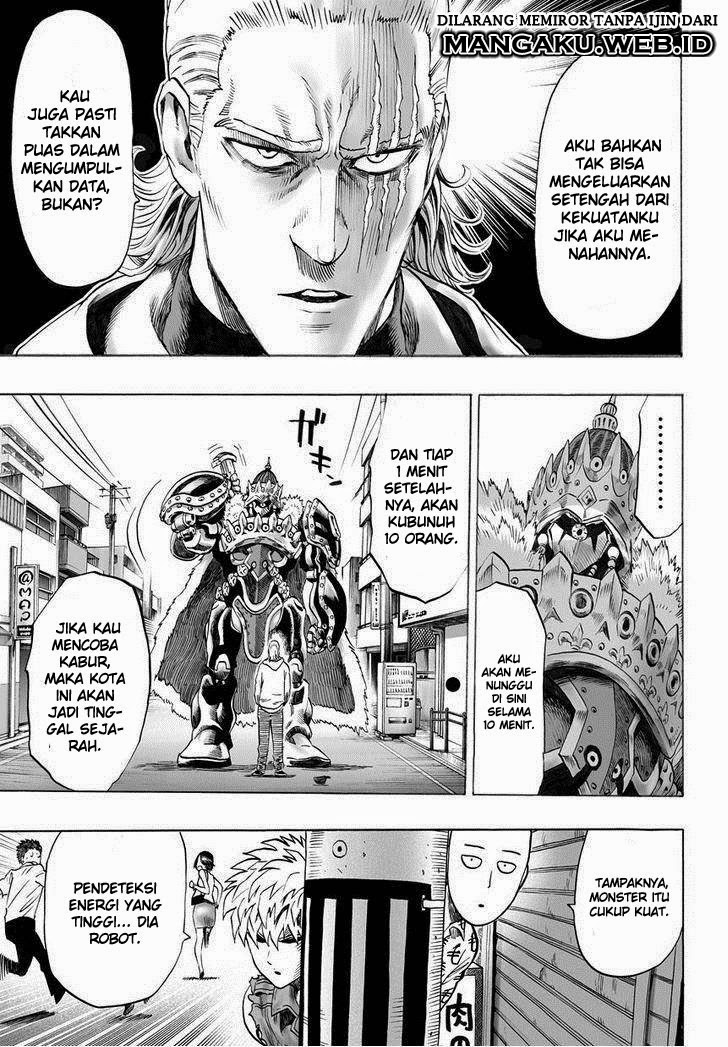 DILARANG MEMIROR TANPA IJIN DARI
MANGAKU.WEB.ID
AKU BAHKAN
TAK BISA
MENGELUARKAN
SETENGAH DARI
KEKUATANKU
JIKA AKU ME-
NAHANNYA.
KAU
JUGA PASTI
TAKKAN
PUAS DALAM
MENGUMPUL-
KAN DATA,
BUKAN?
..........
AKU
AKAN ME-
NUNGGU
DI SINI
SELAMA
10 MENIT.
DAN TIAP
1 MENIT
SETELAH-
NYA, AKAN
KUBUNUH
10 ORANG.
ガキン
JIKA KAU
MENCOBA
KABUR,
MAKA KOTA
INI AKAN
JADI TING-
GAL SEJA-
RAH.
TAMPAKNYA,
MONSTER ITU
CUKUP KUAT.
肉の
PENDETEKSI
ENERGI YANG
TINGGI... DIA
ROBOT.